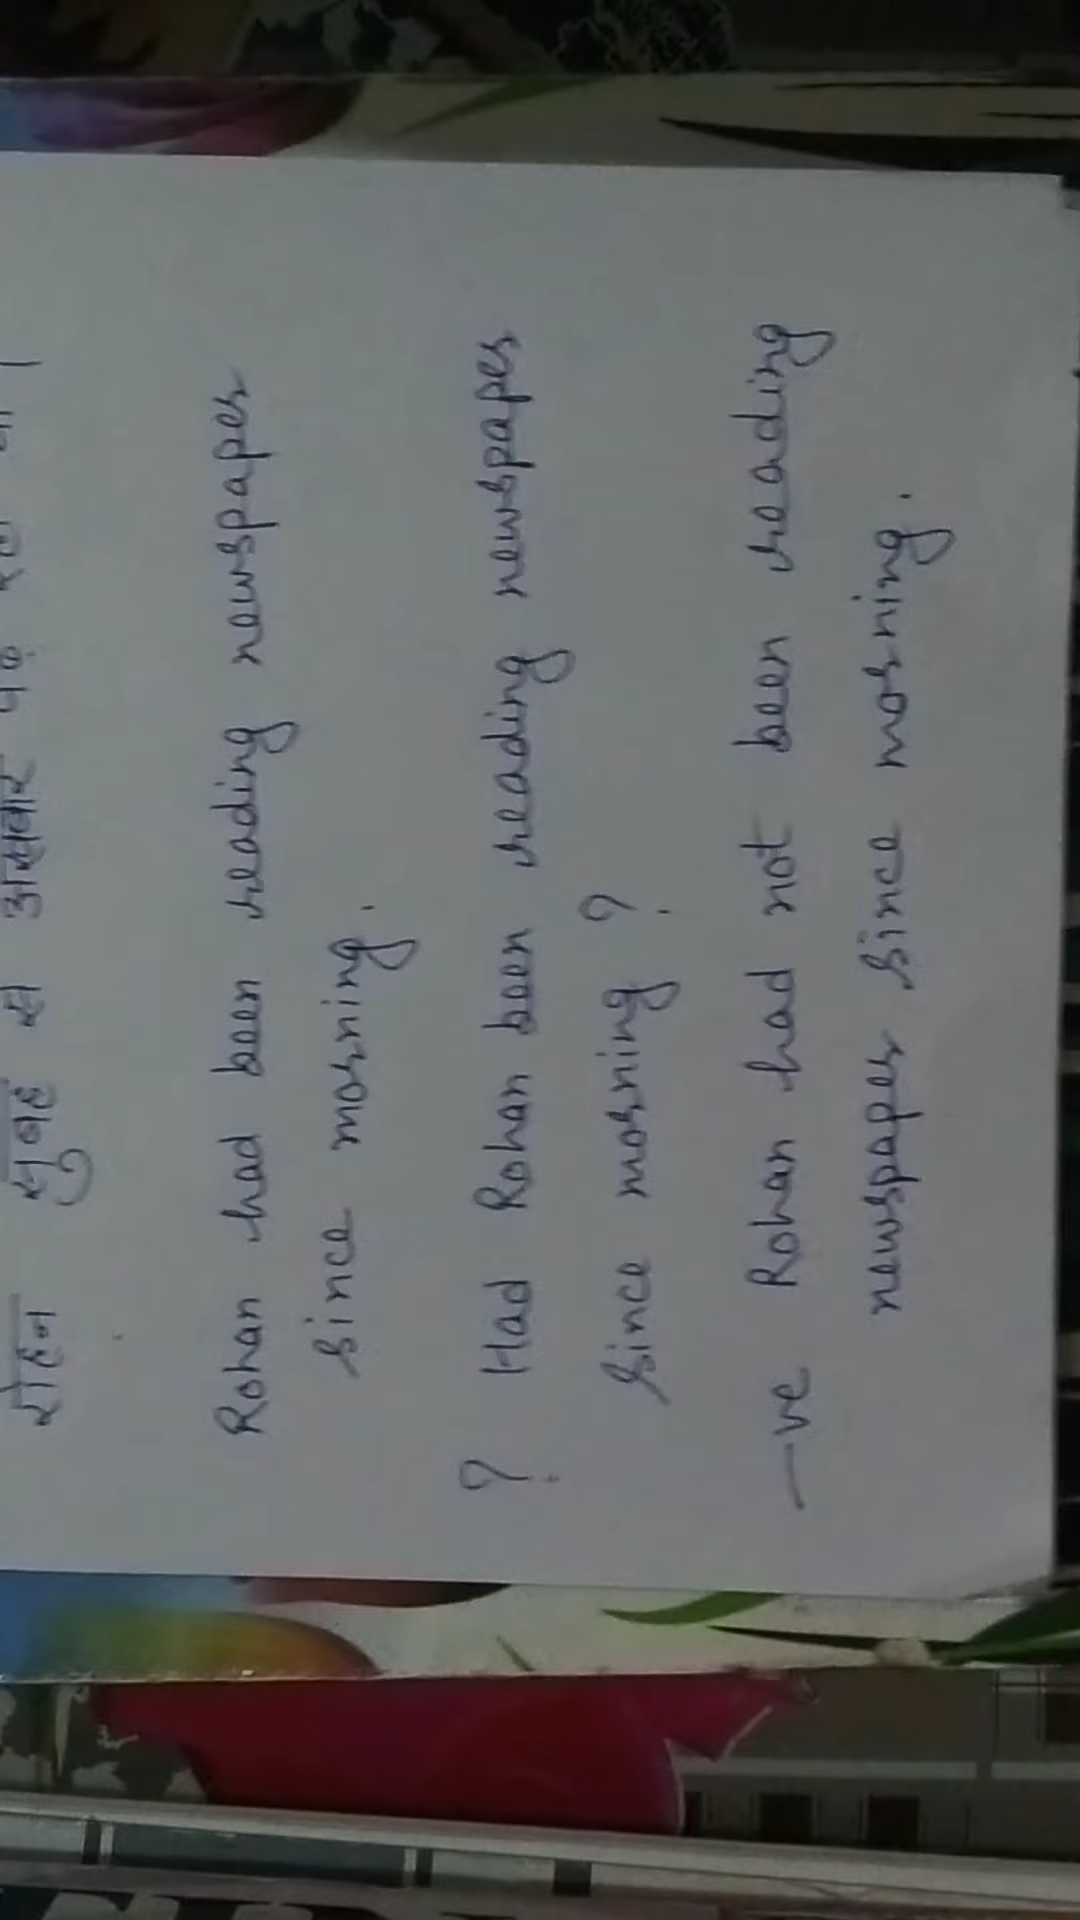 रोहन सुबह से अखबार पढ़ रहा था ।
Rohan had been reading newspaper
since morning.
? Had Rohan been reading newspaper
since morning ?
—ve Rohan had not been reading
newspaper since morning.